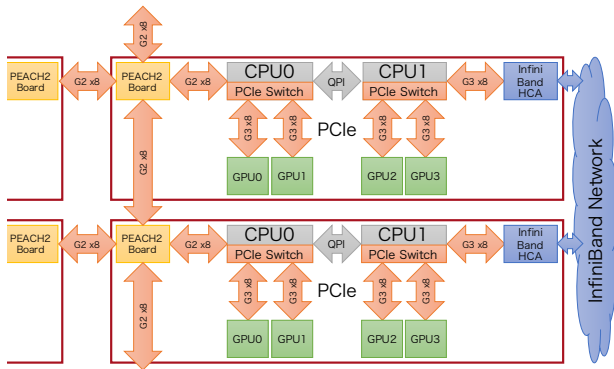 G2 x8
PEACH2
Board
G2 x8
PEACH2
Board
G2 x8
CPU0
PCIe Switch
QPI
CPU1
PCIe Switch
G3 x8
Infini
Band
HCA
G3 x8
G3 x8
PCIe
G3 x8
G3 x8
GPU0
GPU1
GPU2
GPU3
G2 x8
InfiniBand Network
PEACH2
Board
G2 x8
PEACH2
Board
G2 x8
CPU0
PCIe Switch
QPI
CPU1
PCIe Switch
G3 x8
Infini
Band
HCA
G3 x8
G3 x8
PCIe
G3 x8
G3 x8
GPU0
GPU1
GPU2
GPU3
G2 x8